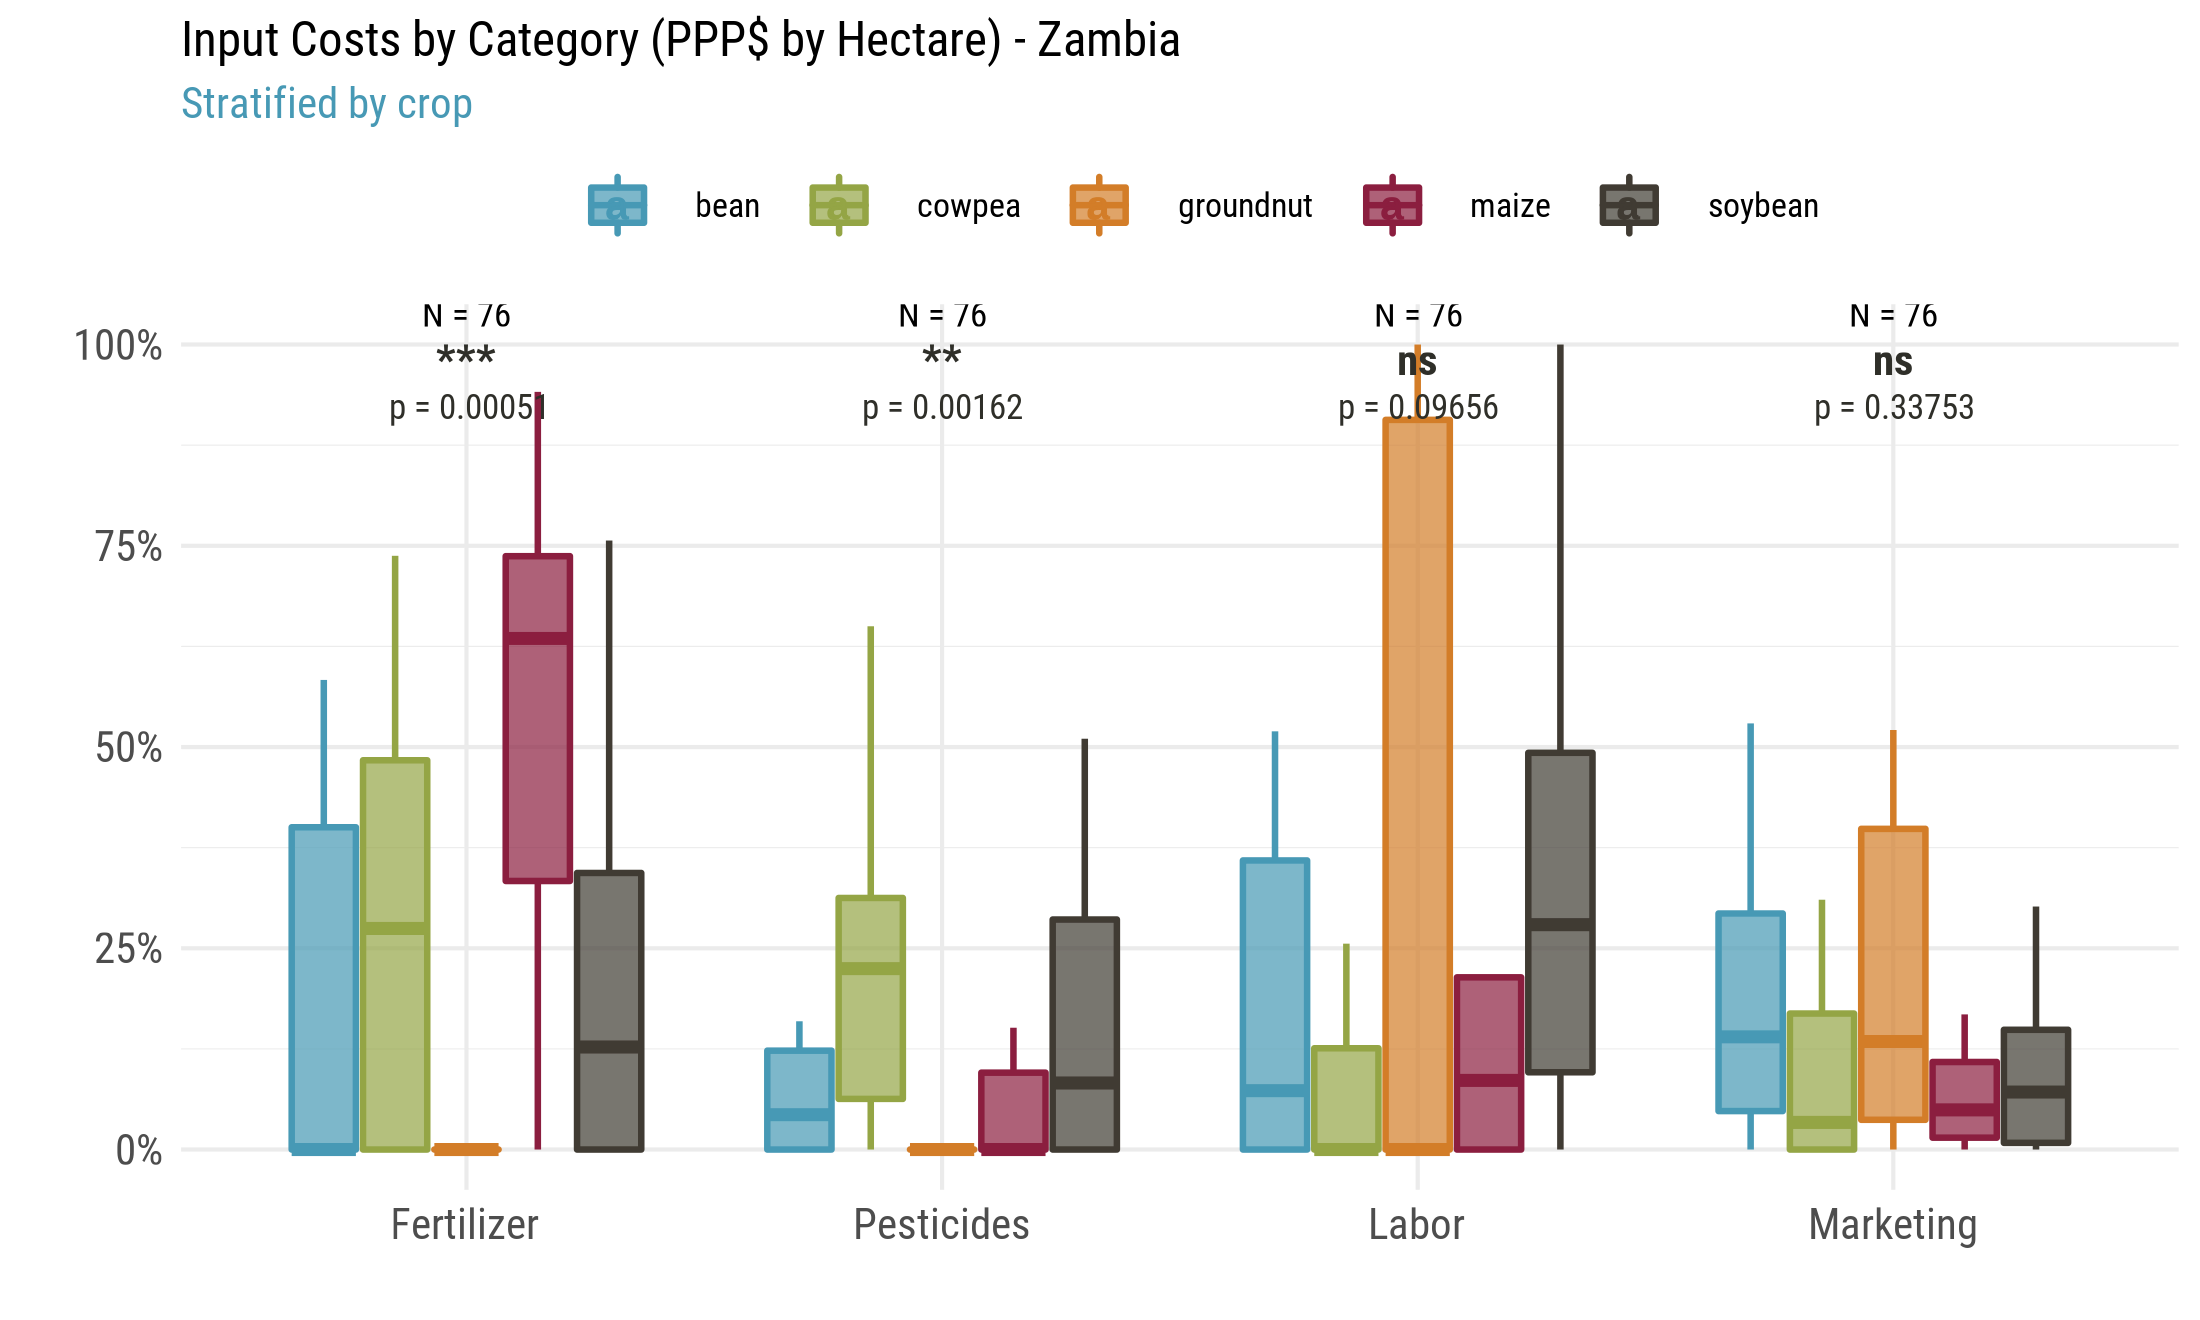 Input Costs by Category (PPP$ by Hectare) - Zambia
Stratified by crop
a bean a cowpea a groundnut a maize a soybean
N = 76 N = 76 N = 76 N = 76
100%
*** ** ns ns
p = 0.00051 p = 0.00162 p = 0.09656 p = 0.33753
75%
50%
25%
0%
Fertilizer Pesticides Labor Marketing